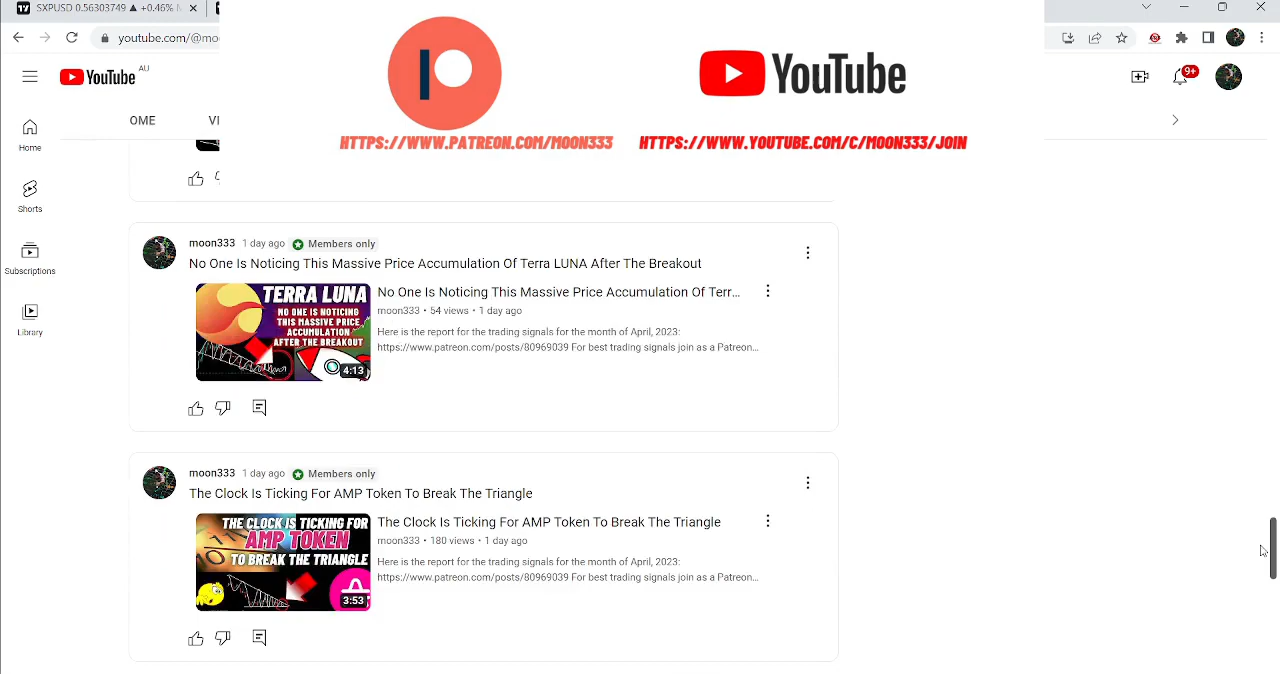 SXPUSD 0.56303749 ▲ +0.46%
youtube.com/@mo
YouTube AU
9+
HTTPS://WWW.PATREON.COM/MOON333
YouTube
HTTPS://WWW.YOUTUBE.COM/C/MOON333/JOIN
OME
VI
Home
Shorts
Subscriptions
Library
moon333 1 day ago Members only
No One Is Noticing This Massive Price Accumulation Of Terra LUNA After The Breakout
TERRA LUNA
NO ONE IS NOTICING
THIS MASSIVE PRICE
ACCUMULATION
AFTER THE BREAKOUT
4:13
No One Is Noticing This Massive Price Accumulation Of Terr...
moon333 • 54 views • 1 day ago
Here is the report for the trading signals for the month of April, 2023:
https://www.patreon.com/posts/80969039 For best trading signals join as a Patreon...
moon333 1 day ago Members only
The Clock Is Ticking For AMP Token To Break The Triangle
THE CLOCK IS TICKING FOR
AMP TOKEN
TO BREAK THE TRIANGLE
3:53
The Clock Is Ticking For AMP Token To Break The Triangle
moon333 • 180 views • 1 day ago
Here is the report for the trading signals for the month of April, 2023:
https://www.patreon.com/posts/80969039 For best trading signals join as a Patreon...